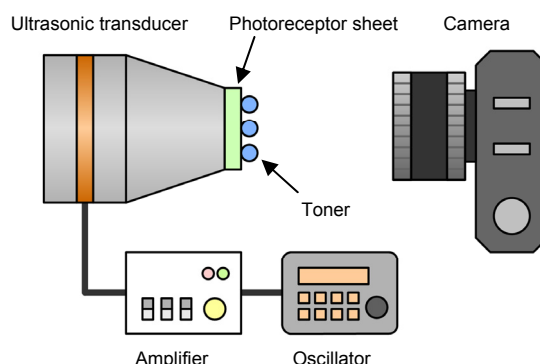 Ultrasonic transducer
Photoreceptor sheet
Camera
Toner
Amplifier
Oscillator